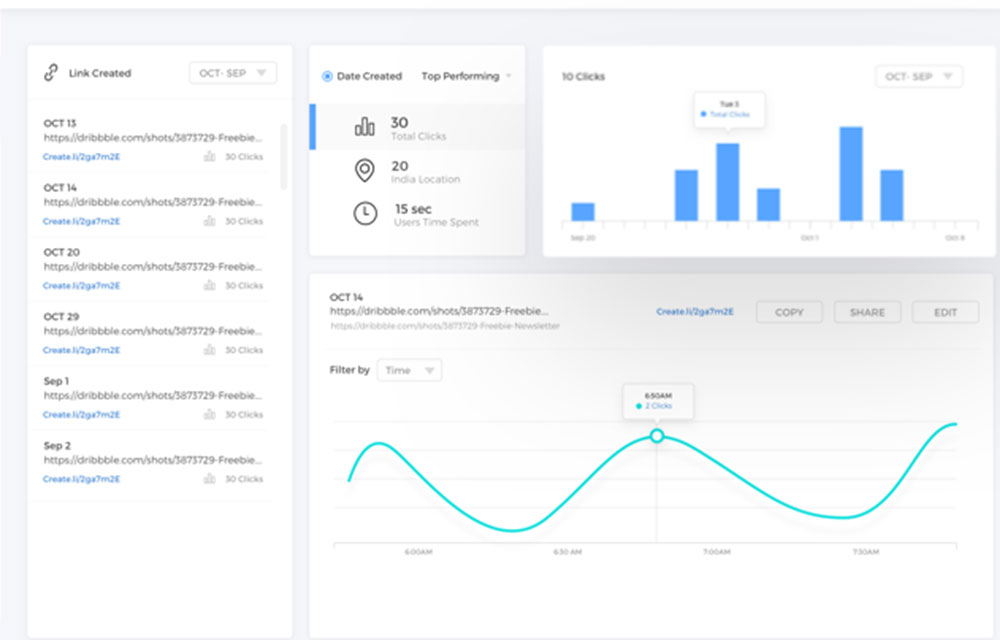 Link Created
OCT- SEP
OCT 13
https://dribbble.com/shots/3873729-Freebie...
Create.li/2ga7m2E
30 Clicks
OCT 14
https://dribbble.com/shots/3873729-Freebie...
Create.li/2ga7m2E
30 Clicks
OCT 20
https://dribbble.com/shots/3873729-Freebie...
Create.li/2ga7m2E
30 Clicks
OCT 29
https://dribbble.com/shots/3873729-Freebie...
Create.li/2ga7m2E
30 Clicks
Sep 1
https://dribbble.com/shots/3873729-Freebie...
Create.li/2ga7m2E
30 Clicks
Sep 2
https://dribbble.com/shots/3873729-Freebie...
Create.li/2ga7m2E
30 Clicks
Date Created
Top Performing
30
Total Clicks
20
India Location
15 sec
Users Time Spent
10 Clicks
OCT- SEP
Total Clicks
Sep 20
Oct 1
Oct 8
OCT 14
https://dribbble.com/shots/3873729-Freebie...
https://dribbble.com/shots/3873729-Freebie-Newsletter
Create.li/2ga7m2E
COPY
SHARE
EDIT
Filter by
Time
6:50AM
2 Clicks
6:00AM
6:30 AM
7:00AM
7:30AM